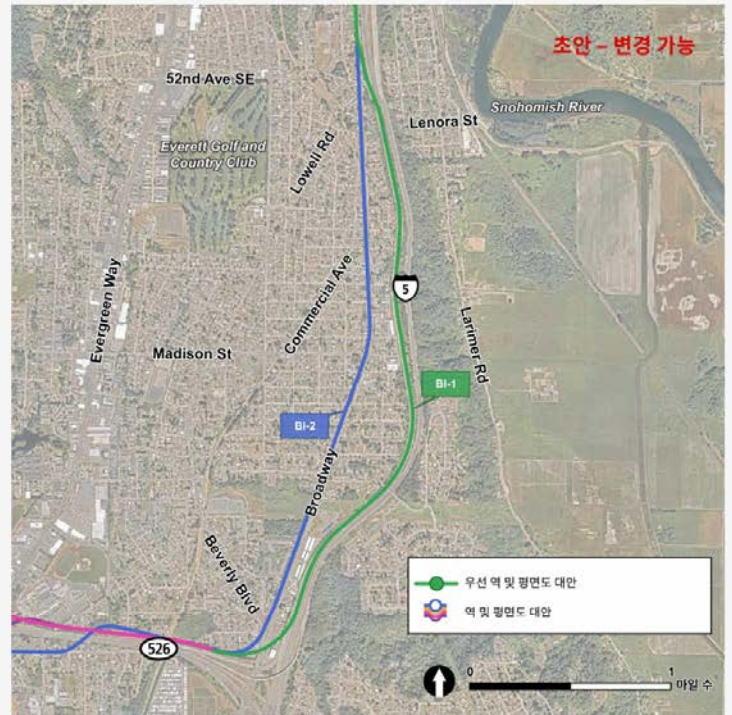 초안 – 변경 가능
52nd Ave SE
Snohomish River
Lenora St
Everett Golf and
Country Club
Lowell Rd
Evergreen Way
Commercial Ave
5
Larimer Rd
Madison St
BI-1
BI-2
Broadway
Beverly Blvd
우선 역 및 평면도 대안
역 및 평면도 대안
526
0
1
마일 수